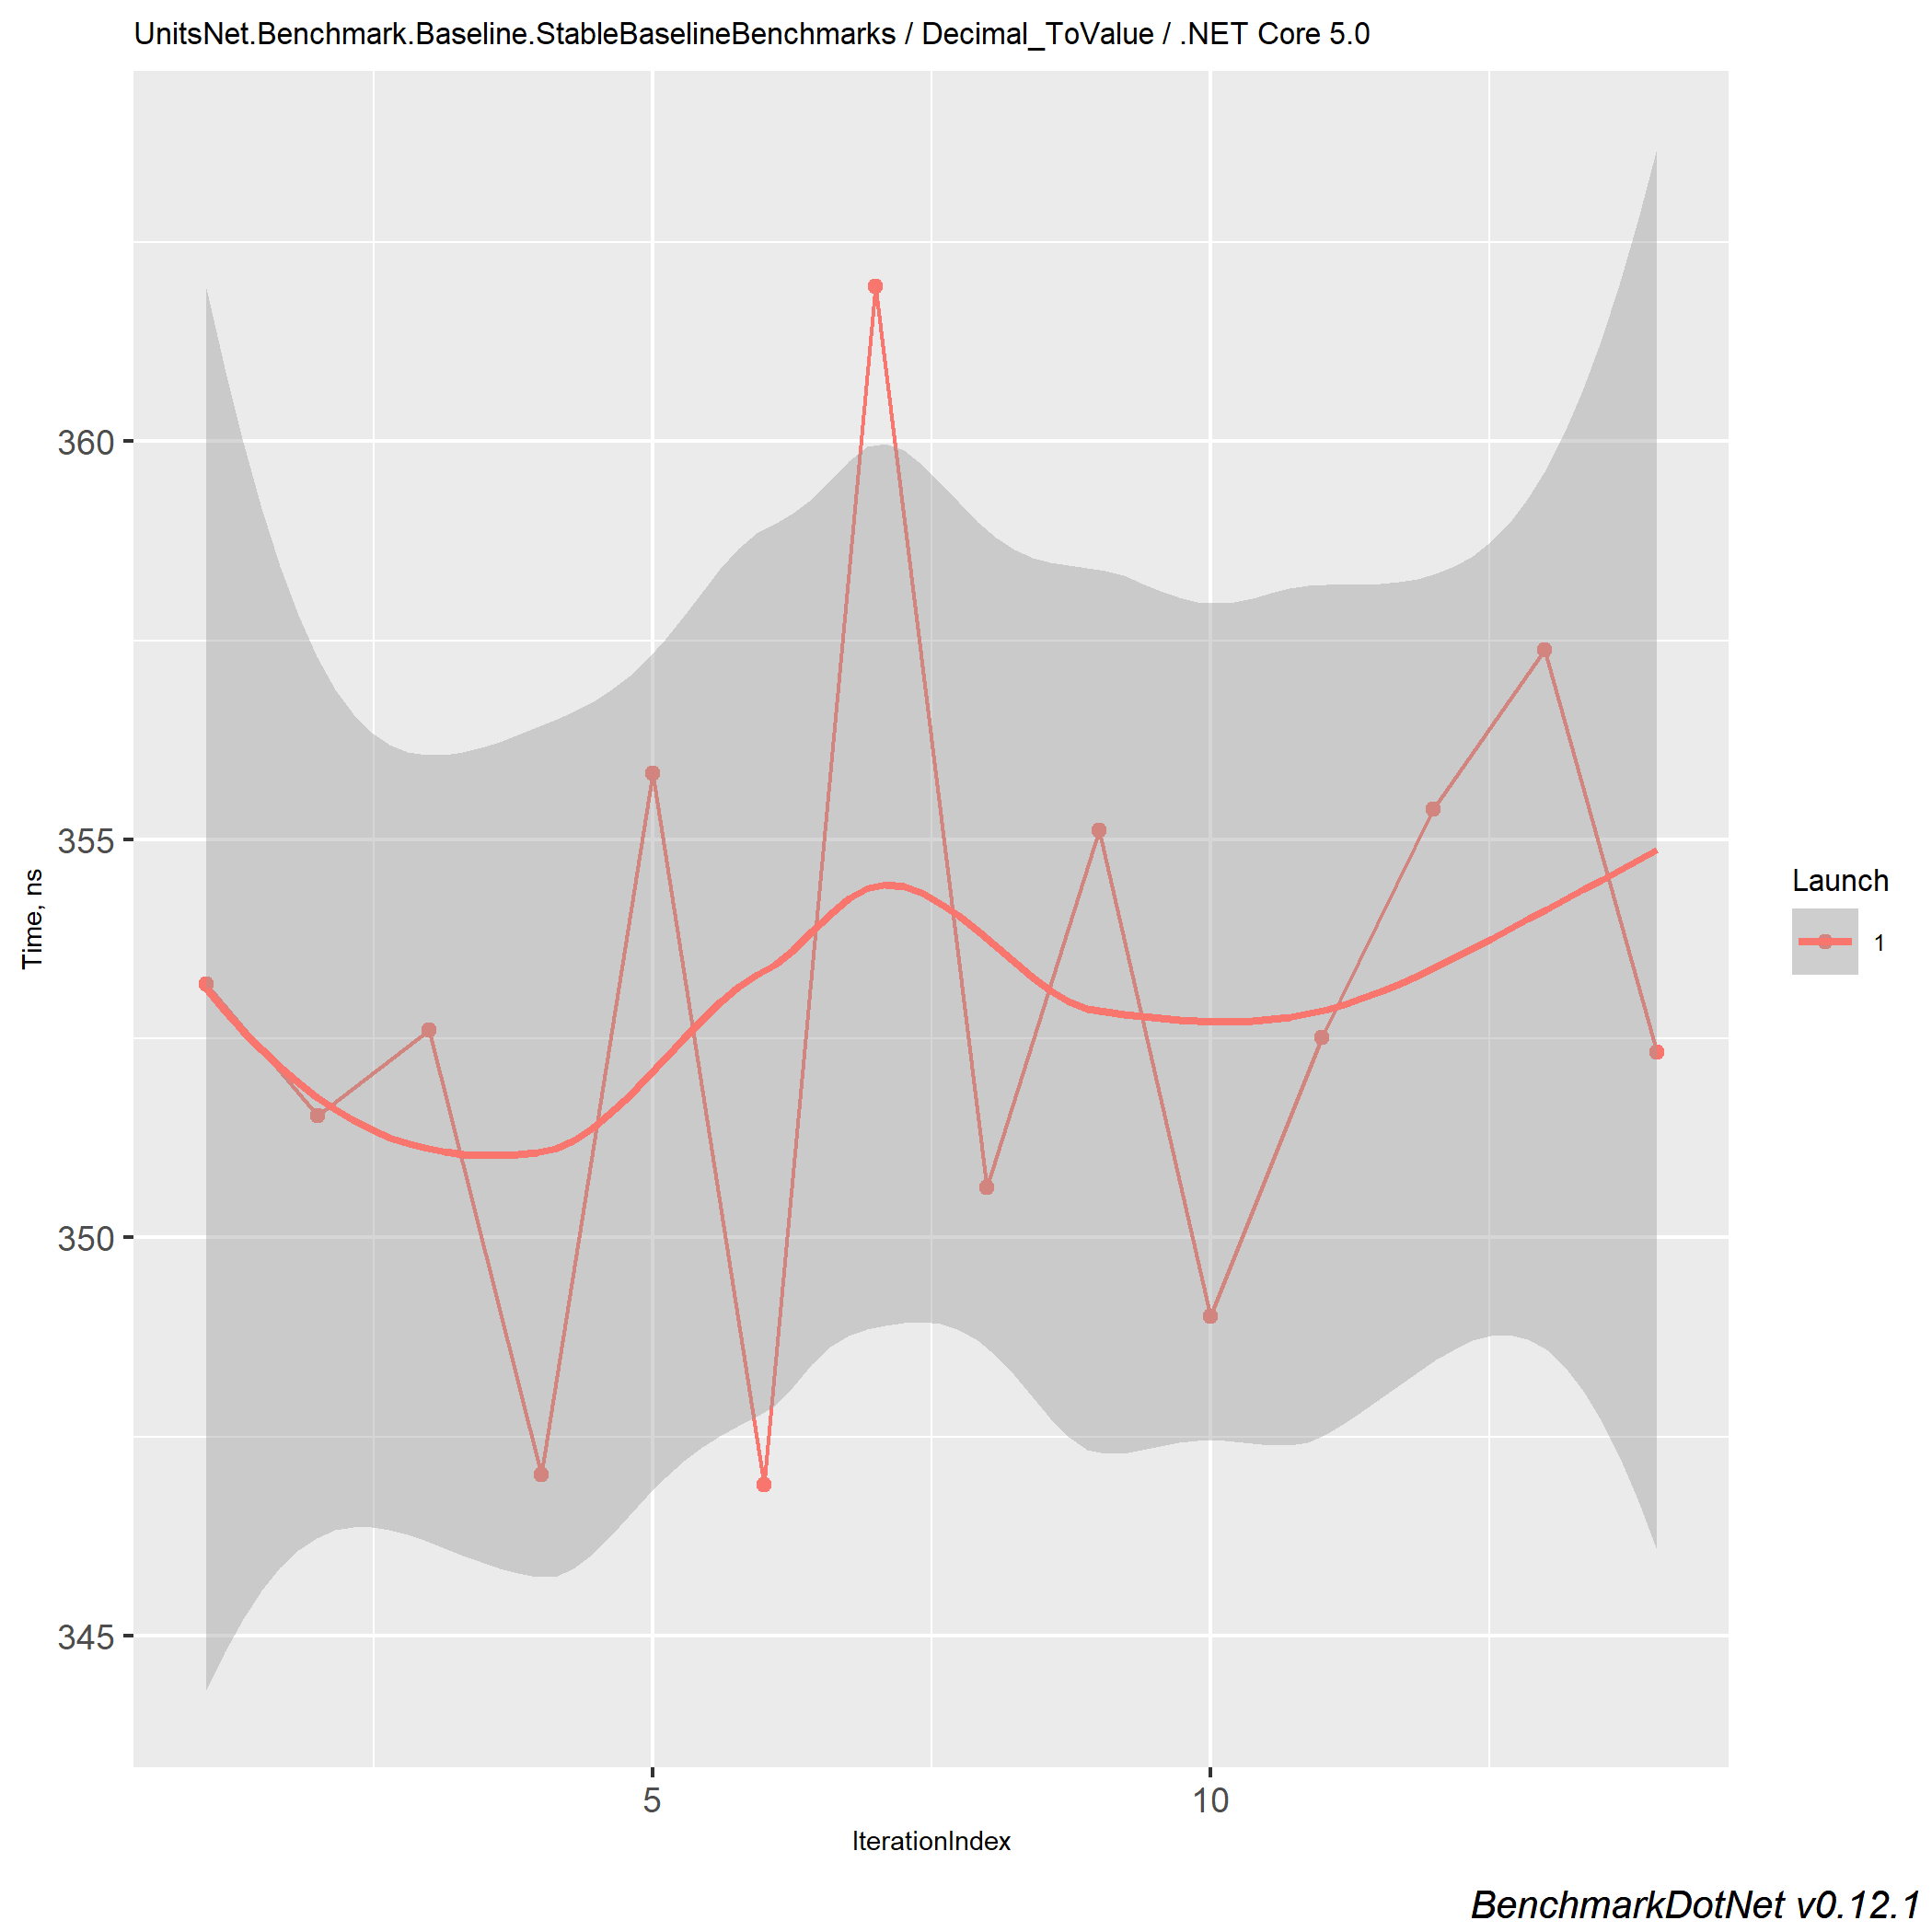 UnitsNet.Benchmark.Baseline.StableBaselineBenchmarks / Decimal_ToValue / .NET Core 5.0
360
355
350
345
Time, ns
5
10
IterationIndex
Launch
1
BenchmarkDotNet v0.12.1